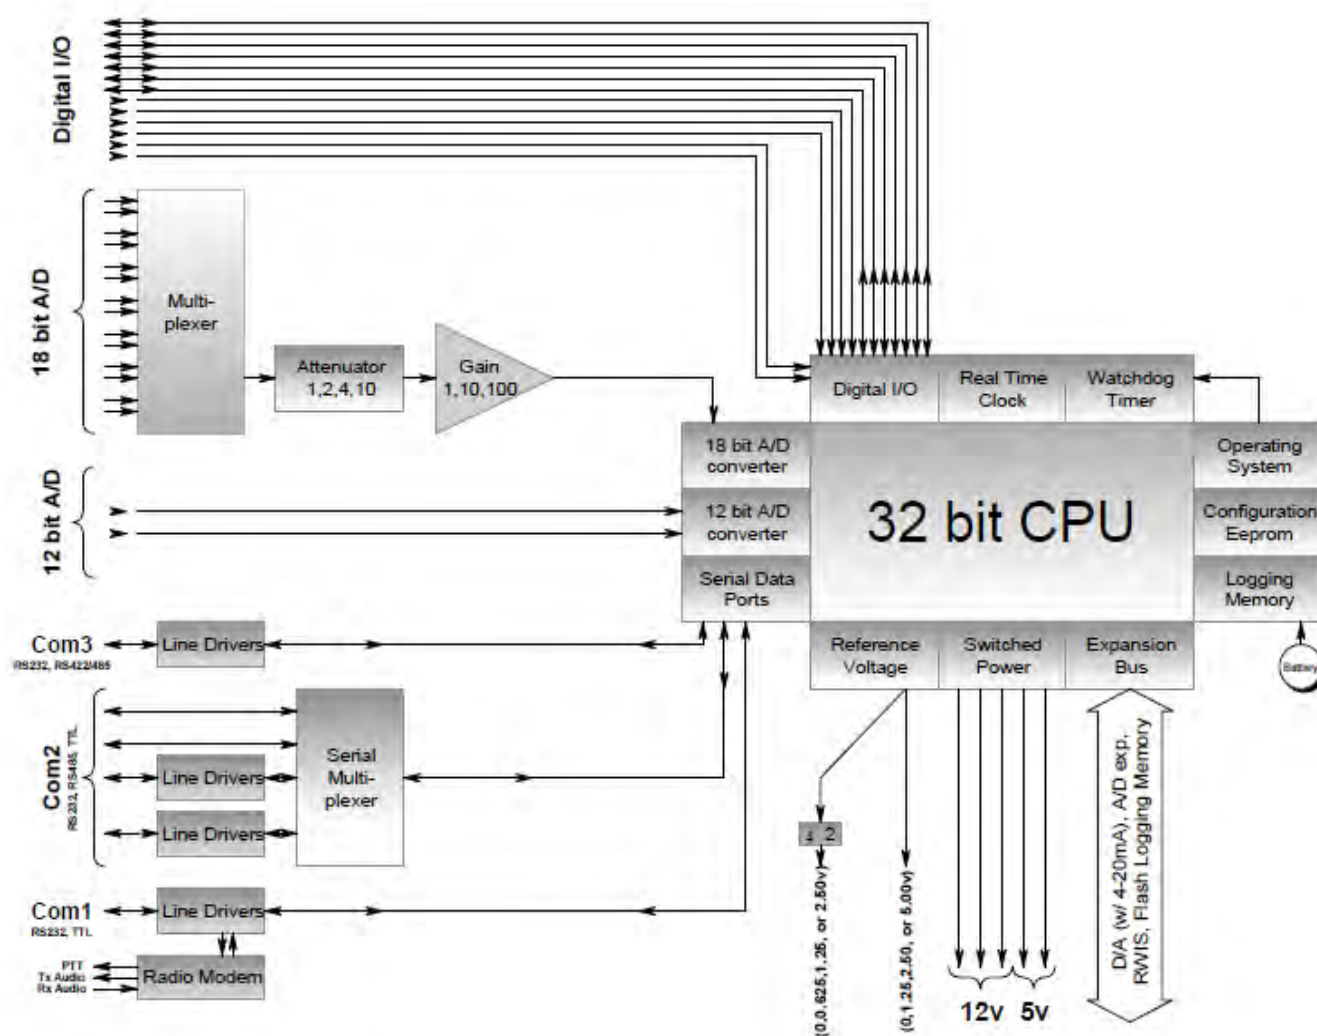 Digital I/O
18 bit A/D
Multi-
plexer
Attenuator
1,2,4,10
Gain
1,10,100
Digital I/O
Real Time
Clock
Watchdog
Timer
18 bit A/D
converter
Operating
System
12 bit A/D
12 bit A/D
converter
32 bit CPU
Configuration
Eeprom
Serial Data
Ports
Logging
Memory
Com3
RS232, RS422/485
Line Drivers
Reference
Voltage
Switched
Power
Expansion
Bus
Battery
Com2
RS232, RS485, TTL
Serial
Multi-
plexer
Line Drivers
Line Drivers
2
(0,0.625,1.25, or 2.50v)
(0,1.25,2.50, or 5.00v)
D/A (w/ 4-20mA), A/D exp.
RWIS, Flash Logging Memory
Com1
RS232, TTL
Line Drivers
PTT
Tx Audio
Rx Audio
Radio Modem
12v
5v